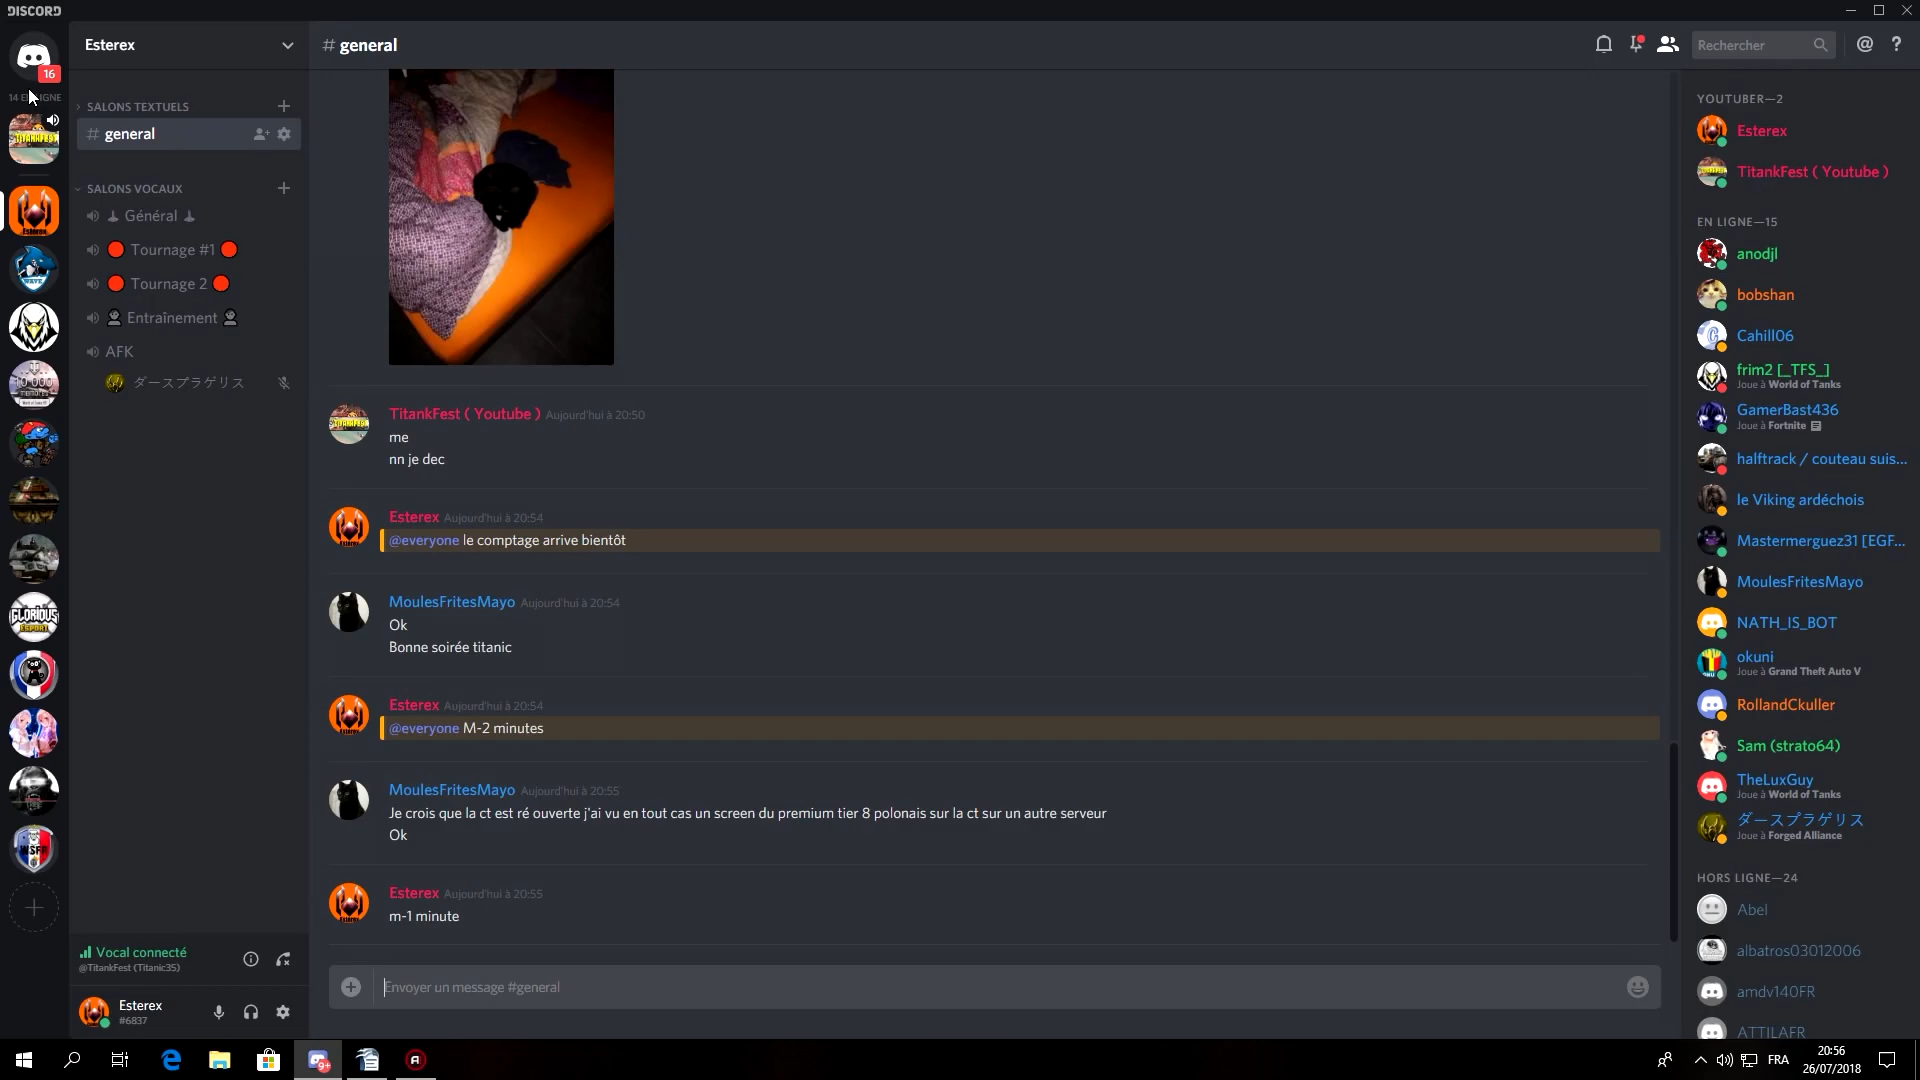 DISCORD
16
14 E
IGNE
Esterex
# general
Rechercher
SALONS TEXTUELS
# general
SALONS VOCAUX
Général
Tournage #1
Tournage 2
Entraînement
AFK
ダースプラゲリス
TitankFest ( Youtube ) Aujourd'hui à 20:50
me
nn je dec
Esterex Aujourd'hui à 20:54
@everyone le comptage arrive bientôt
MoulesFritesMayo Aujourd'hui à 20:54
Ok
Bonne soirée titanic
Esterex Aujourd'hui à 20:54
@everyone M-2 minutes
MoulesFritesMayo Aujourd'hui à 20:55
Je crois que la ct est ré ouverte j'ai vu en tout cas un screen du premium tier 8 polonais sur la ct sur un autre serveur
Ok
Esterex Aujourd'hui à 20:55
m-1 minute
Envoyer un message #general
YOUTUBER—2
Esterex
TitankFest ( Youtube )
EN LIGNE—15
anodjl
bobshan
Cahill06
frim2 [_TFS_]
Joue à World of Tanks
GamerBast436
Joue à Fortnite
halftrack / couteau suis...
le Viking ardéchois
Mastermerguez31 [EGF...
MoulesFritesMayo
NATH_IS_BOT
okuni
Joue à Grand Theft Auto V
RollandCkuller
Sam (strato64)
TheLuxGuy
Joue à World of Tanks
ダースプラゲリス
Joue à Forged Alliance
HORS LIGNE—24
Abel
albatros03012006
amdv140FR
ATTILAFR
WAVE
10 000
GLORIOUS
ESPORT
WSFR
Vocal connecté
@TitankFest (Titanic35)
Esterex
#6837
9+
FRA
20:56
26/07/2018